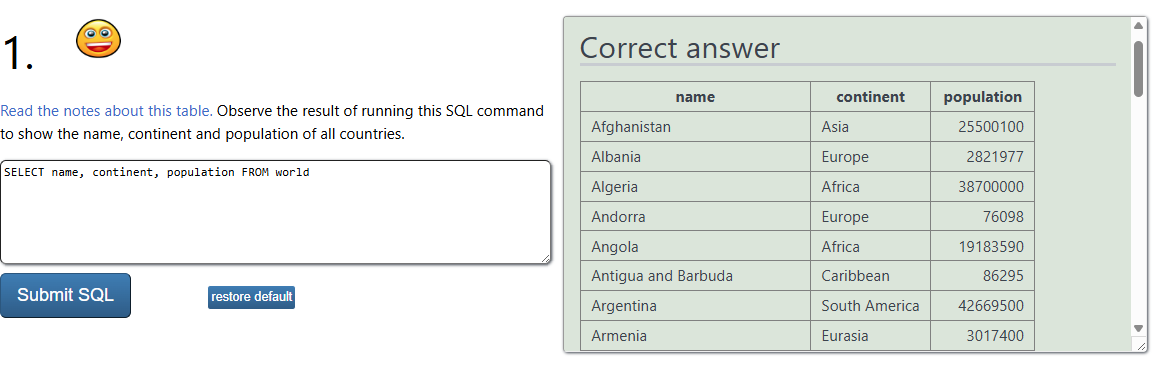 1.
Read the notes about this table. Observe the result of running this SQL command
to show the name, continent and population of all countries.
SELECT name, continent, population FROM world
Submit SQL
restore default
Correct answer
name continent population
Afghanistan Asia 25500100
Albania Europe 2821977
Algeria Africa 38700000
Andorra Europe 76098
Angola Africa 19183590
Antigua and Barbuda Caribbean 86295
Argentina South America 42669500
Armenia Eurasia 3017400